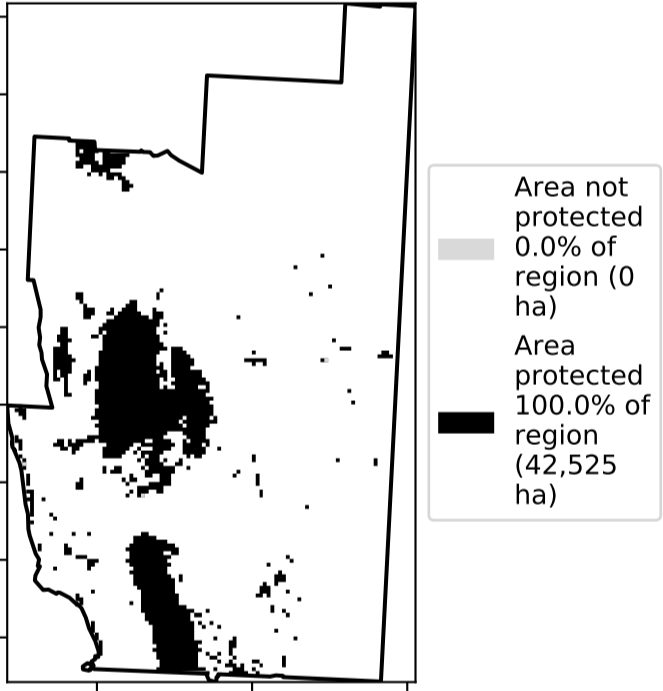 Area not
protected
0.0% of
region (0
ha)
Area
protected
100.0% of
region
(42,525
ha)